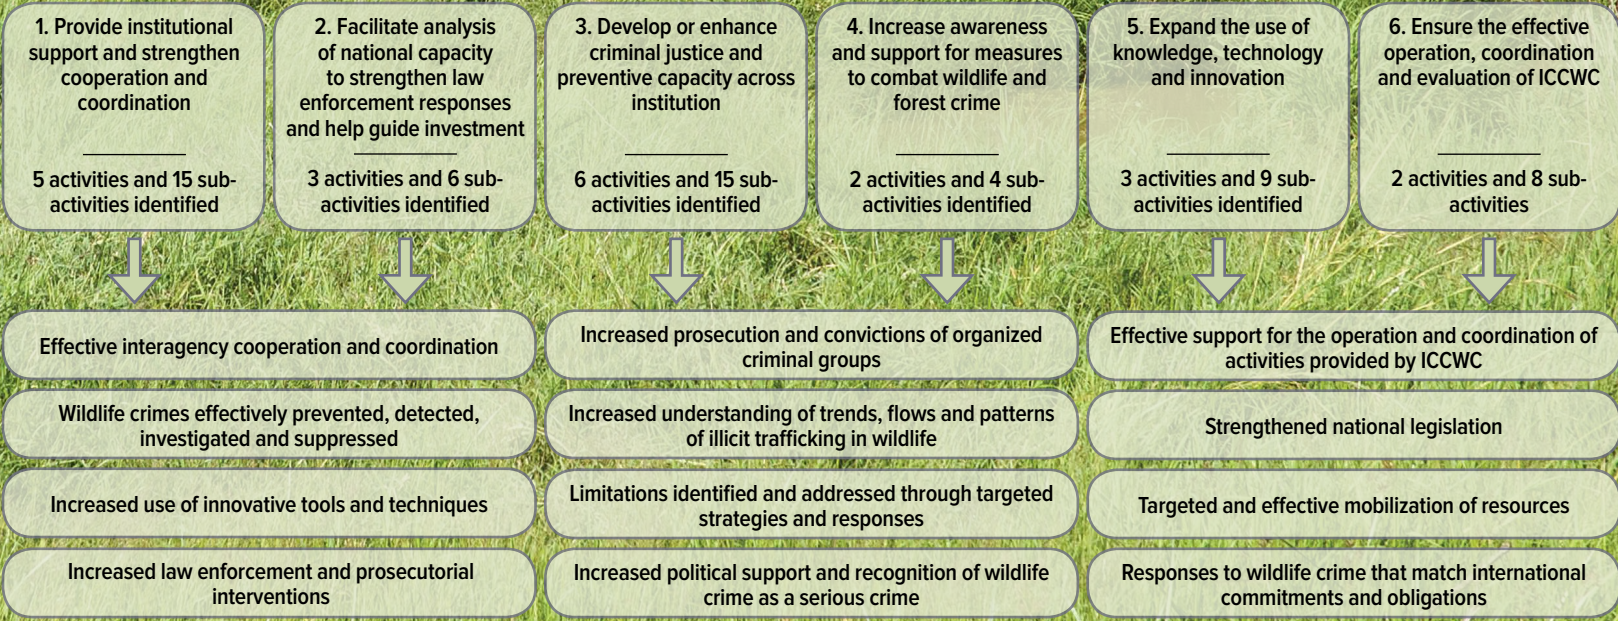 1. Provide institutional
support and strengthen
cooperation and
coordination
5 activities and 15 sub-
activities identified
2. Facilitate analysis
of national capacity
to strengthen law
enforcement responses
and help guide investment
3 activities and 6 sub-
activities identified
3. Develop or enhance
criminal justice and
preventive capacity across
institution
6 activities and 15 sub-
activities identified
4. Increase awareness
and support for measures
to combat wildlife and
forest crime
2 activities and 4 sub-
activities identified
5. Expand the use of
knowledge, technology
and innovation
3 activities and 9 sub-
activities identified
6. Ensure the effective
operation, coordination
and evaluation of ICCWC
2 activities and 8 sub-
activities
Effective interagency cooperation and coordination
Wildlife crimes effectively prevented, detected,
investigated and suppressed
Increased use of innovative tools and techniques
Increased law enforcement and prosecutorial
interventions
Increased prosecution and convictions of organized
criminal groups
Increased understanding of trends, flows and patterns
of illicit trafficking in wildlife
Limitations identified and addressed through targeted
strategies and responses
Increased political support and recognition of wildlife
crime as a serious crime
Effective support for the operation and coordination of
activities provided by ICCWC
Strengthened national legislation
Targeted and effective mobilization of resources
Responses to wildlife crime that match international
commitments and obligations